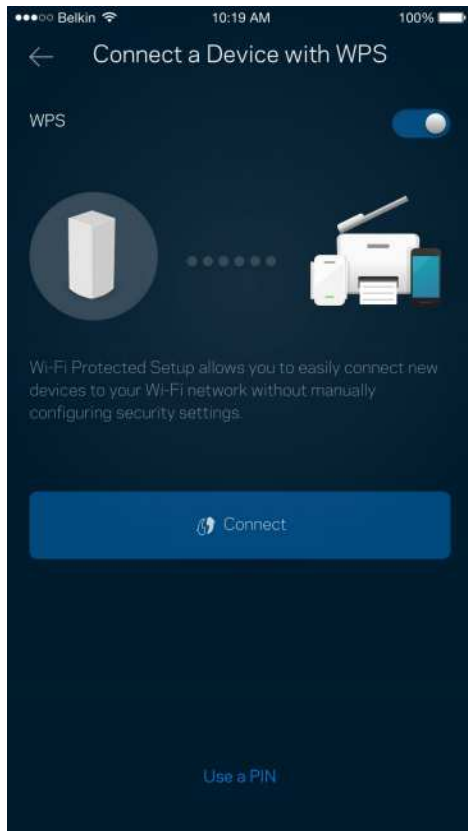 Belkin 10:19 AM 100%
Connect a Device with WPS
WPS
Wi-Fi Protected Setup allows you to easily connect new
devices to your Wi-Fi network without manually
configuring security settings.
Connect
Use a PIN